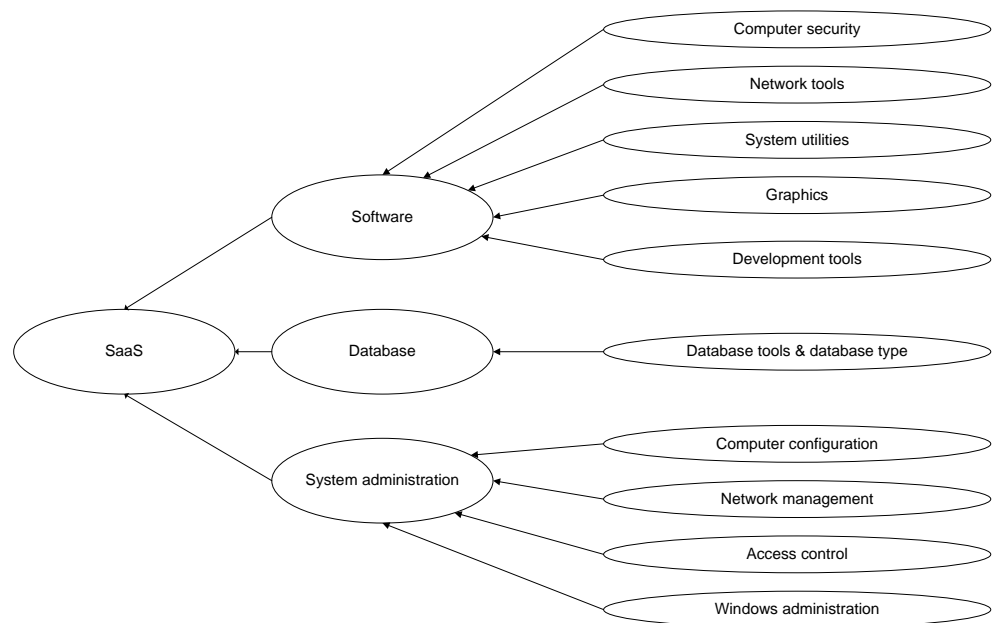 Computer security
Network tools
System utilities
Graphics
Software
Development tools
SaaS
Database
Database tools & database type
Computer configuration
System administration
Network management
Access control
Windows administration